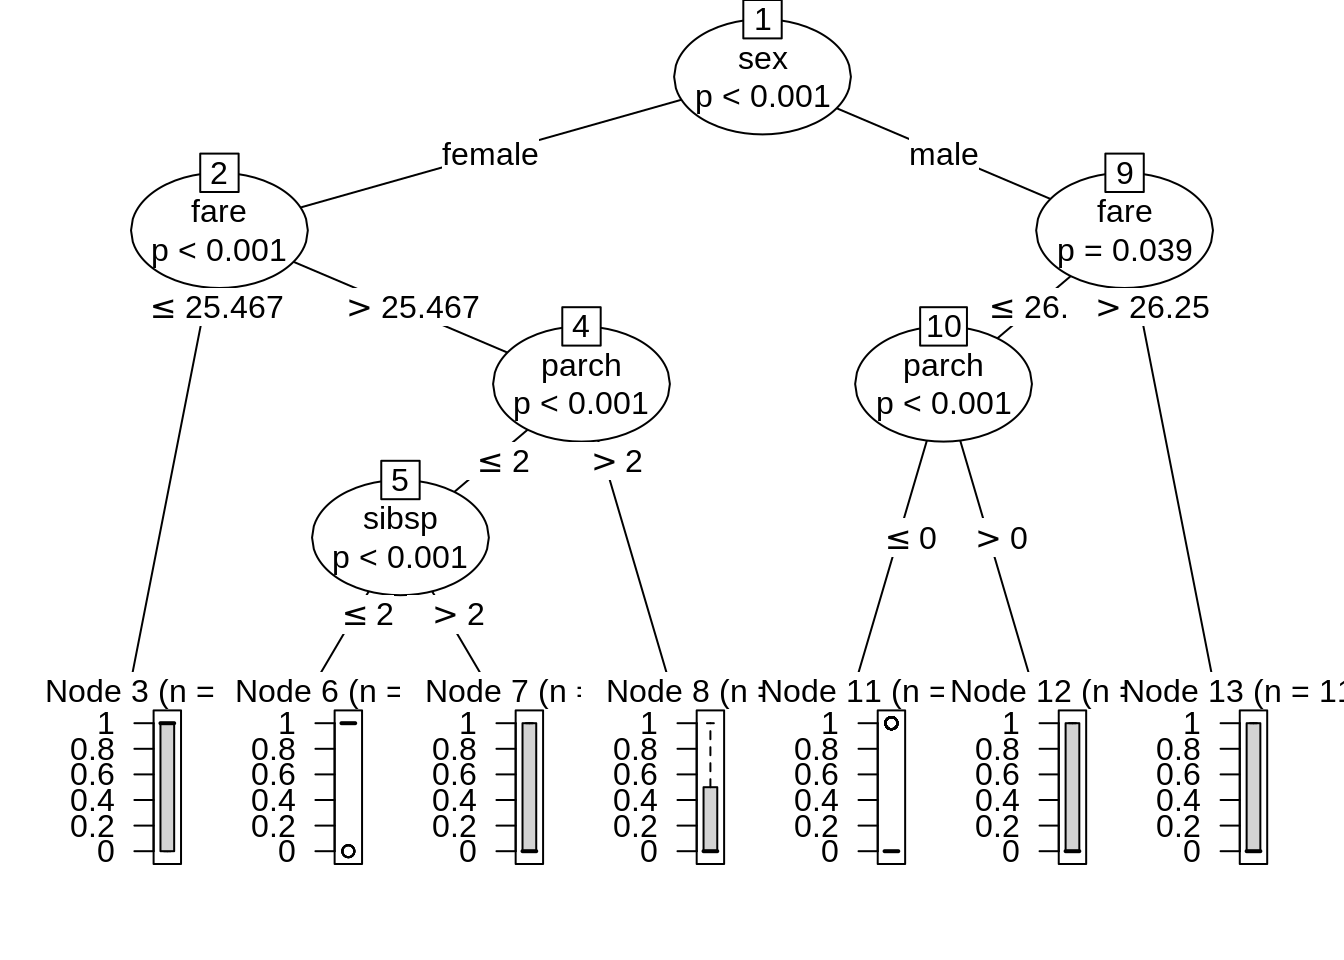 1
sex
p < 0.001
female
male
2
fare
p < 0.001
9
fare
p = 0.039
≤ 25.467
> 25.467
≤ 26.
> 26.25
4
parch
p < 0.001
10
parch
p < 0.001
≤ 2
> 2
5
sibsp
p < 0.001
≤ 0
> 0
≤ 2
> 2
Node 3 (n =
Node 6 (n =
Node 7 (n :
Node 8 (n
Node 11 (n =
Node 12 (n
Node 13 (n = 11
1
0.8
0.6
0.4
0.2
0
1
0.8
0.6
0.4
0.2
0
1
0.8
0.6
0.4
0.2
0
1
0.8
0.6
0.4
0.2
0
1
0.8
0.6
0.4
0.2
0
1
0.8
0.6
0.4
0.2
0
1
0.8
0.6
0.4
0.2
0